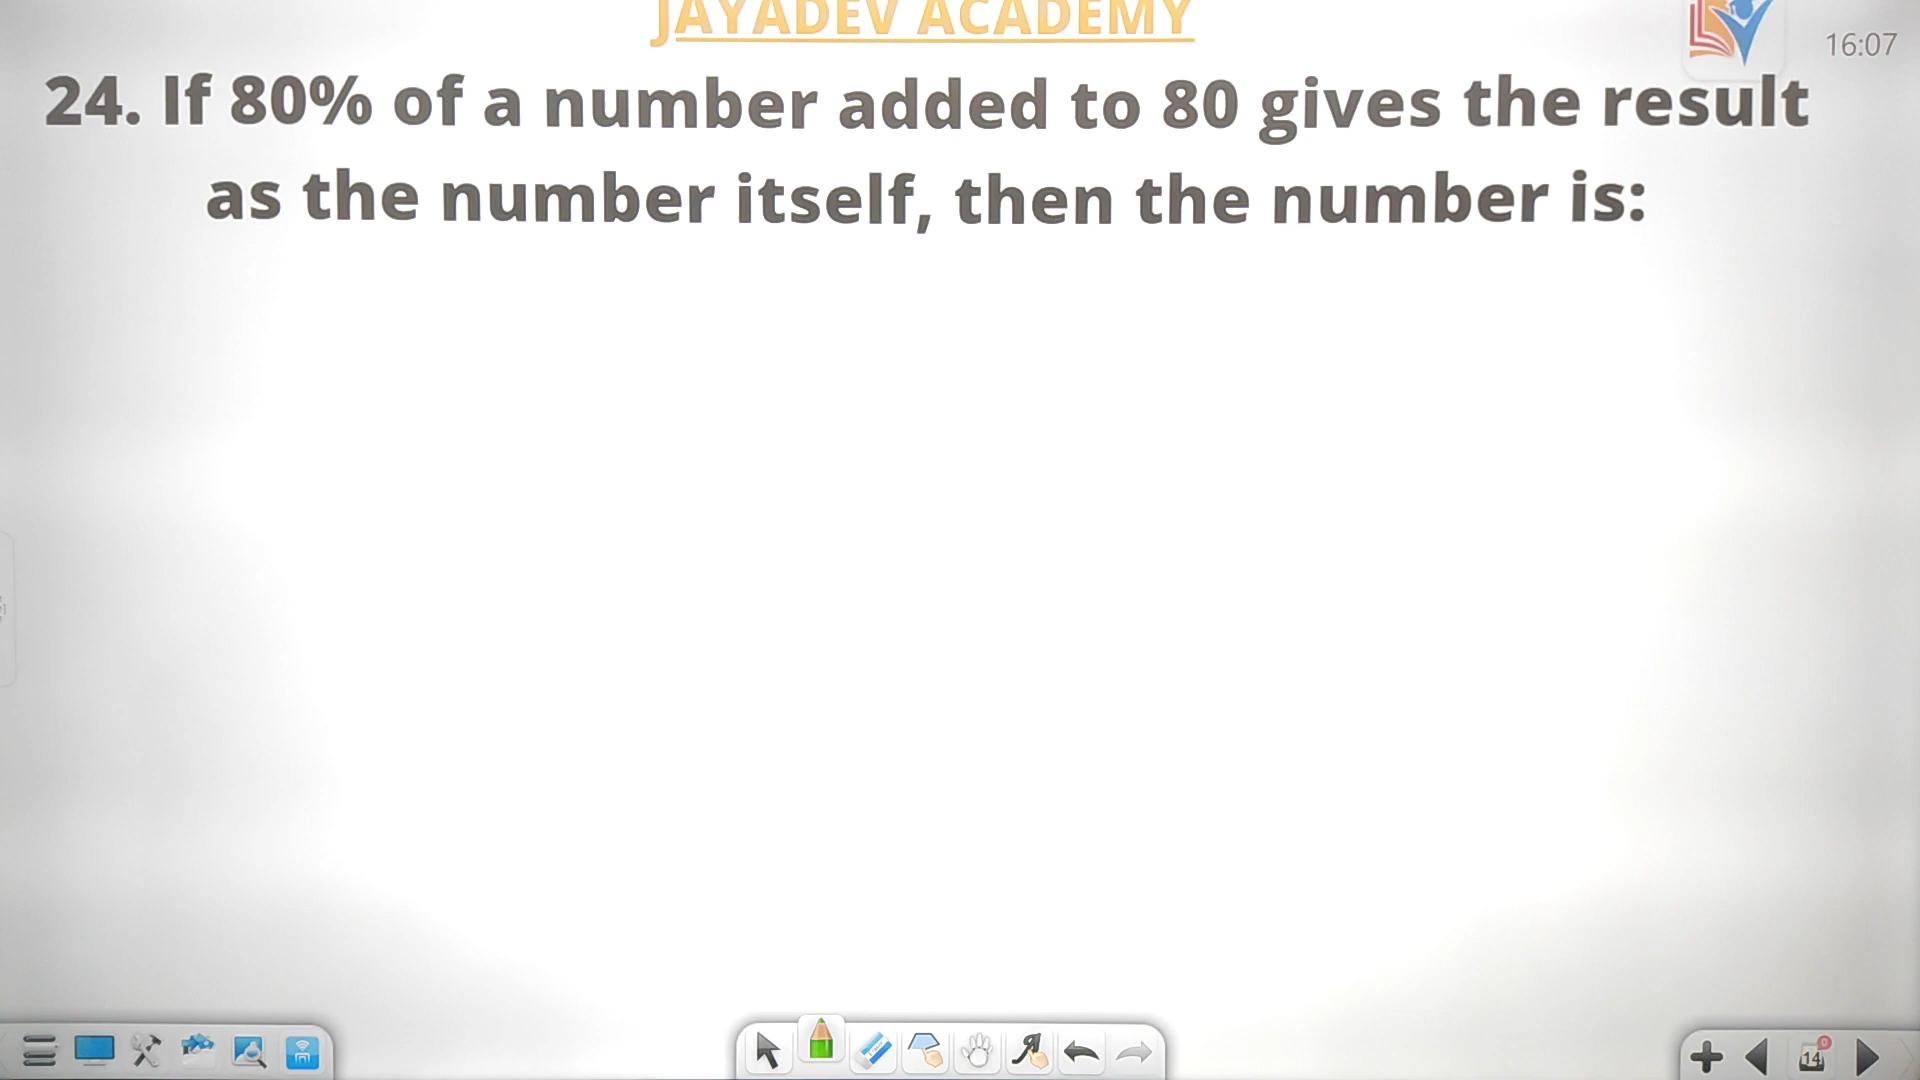 JAYADEV ACADEMY
16:07
24. If 80% of a number added to 80 gives the result
as the number itself, then the number is:
14
0